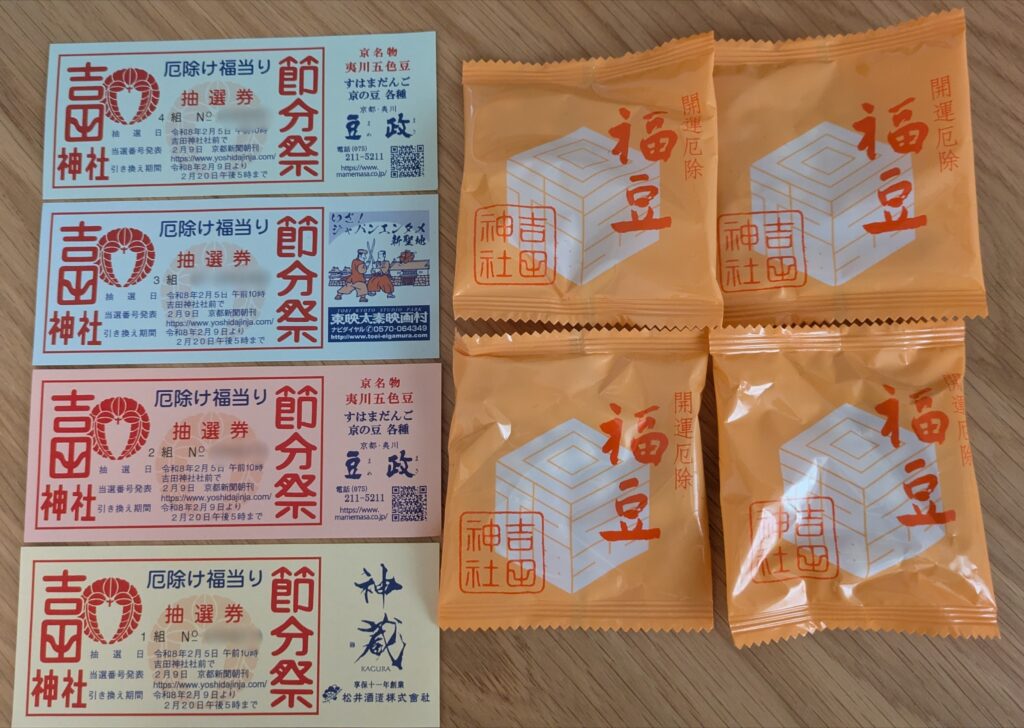 吉田神社
厄除け福当り
抽選券
4組 Nº
抽選日 令和8年2月5日 午前10時
吉田神社社前で
当選番号発表 2月9日 京都新聞朝刊
https://www.yoshidajinja.com/
引き換え期間 令和8年2月9日より
2月20日午後5時まで
節分祭
京名物
夷川五色豆
すはまだんご
京の豆 各種
京都・夷川
豆政
まめまさ
電話(075)
211-5211
https://www.
mamemasa.co.jp/
吉田神社
厄除け福当り
抽選券
3組
抽選日 令和8年2月5日 午前10時
吉田神社社前で
当選番号発表 2月9日 京都新聞朝刊
https://www.yoshidajinja.com/
引き換え期間 令和8年2月9日より
2月20日午後5時まで
節分祭
いざ!
ジャパンエンタメ
新聖地
TOEI KYOTO STUDIO PARK
東映太秦映画村
ナビダイヤル 0570-064349
http://www.toei-eigamura.com
吉田神社
厄除け福当り
抽選券
2組 Nº
抽選日 令和8年2月5日 午前10時
吉田神社社前で
当選番号発表 2月9日 京都新聞朝刊
https://www.yoshidajinja.com/
引き換え期間 令和8年2月9日より
2月20日午後5時まで
節分祭
京名物
夷川五色豆
すはまだんご
京の豆 各種
京都・夷川
豆政
まめまさ
電話(075)
211-5211
https://www.
mamemasa.co.jp/
吉田神社
厄除け福当り
抽選券
1組 Nº
抽選日 令和8年2月5日 午前10時
吉田神社社前で
当選番号発表 2月9日 京都新聞朝刊
https://www.yoshidajinja.com/
引き換え期間 令和8年2月9日より
2月20日午後5時まで
節分祭
神蔵
KAGURA
享保十一年創業
松井酒造株式會社
開運厄除
福豆
吉田神社
開運厄除
福豆
吉田神社
開運厄除
福豆
吉田神社
開運厄除
福豆
吉田神社